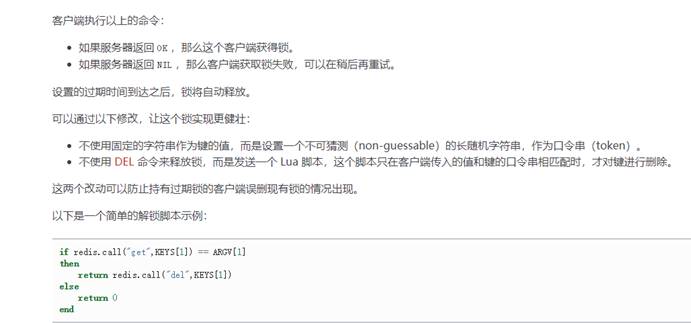 客户端执行以上的命令：
如果服务器返回 OK ，那么这个客户端获得锁。
如果服务器返回 NIL ，那么客户端获取锁失败，可以在稍后再重试。
设置的过期时间到达之后，锁将自动释放。
可以通过以下修改，让这个锁实现更健壮：
不使用固定的字符串作为键的值，而是设置一个不可猜测（non-guessable）的长随机字符串，作为口令串（token）。
不使用 DEL 命令来释放锁，而是发送一个 Lua 脚本，这个脚本只在客户端传入的值和键的口令串相匹配时，才对键进行删除。
这两个改动可以防止持有过期锁的客户端误删现有锁的情况出现。
以下是一个简单的解锁脚本示例：
if redis.call("get",KEYS[1]) == ARGV[1]
then
    return redis.call("del",KEYS[1])
else
    return 0
end